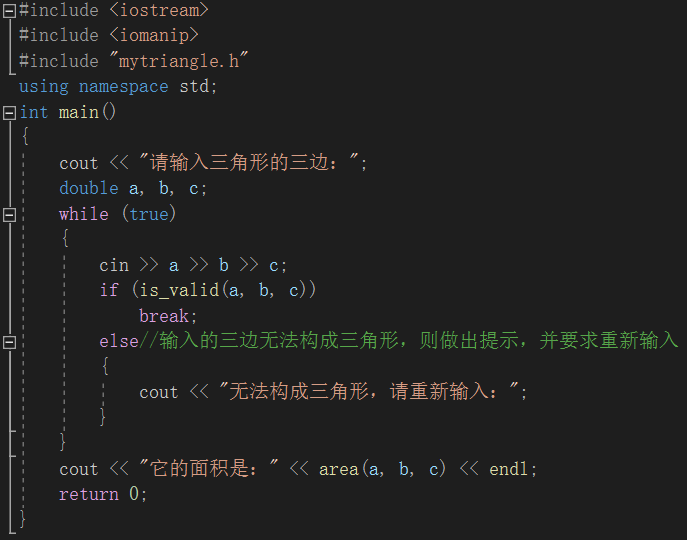 #include <iostream>
#include <iomanip>
#include "mytriangle.h"
using namespace std;
int main()
{
    cout << "请输入三角形的三边：";
    double a, b, c;
    while (true)
    {
        cin >> a >> b >> c;
        if (is_valid(a, b, c))
            break;
        else//输入的三边无法构成三角形，则做出提示，并要求重新输入
        {
            cout << "无法构成三角形，请重新输入：";
        }
    }
    cout << "它的面积是：" << area(a, b, c) << endl;
    return 0;
}